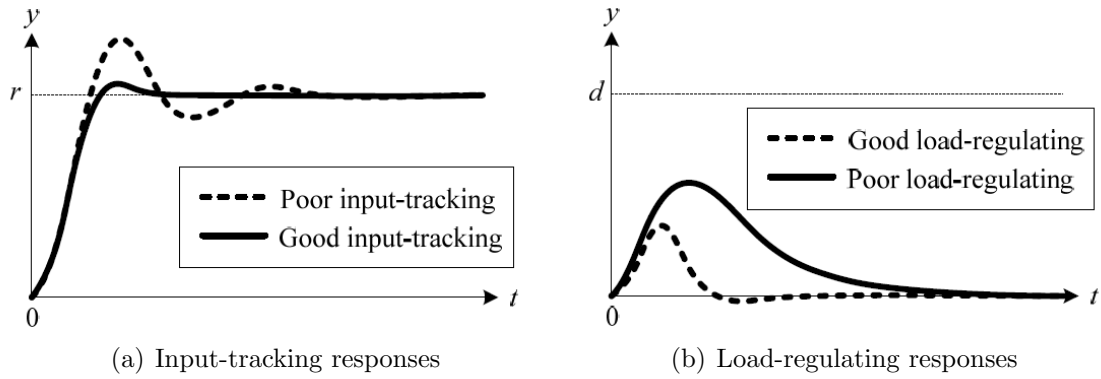 y
r
Poor input-tracking
Good input-tracking
0
t
(a) Input-tracking responses
y
d
Good load-regulating
Poor load-regulating
0
t
(b) Load-regulating responses